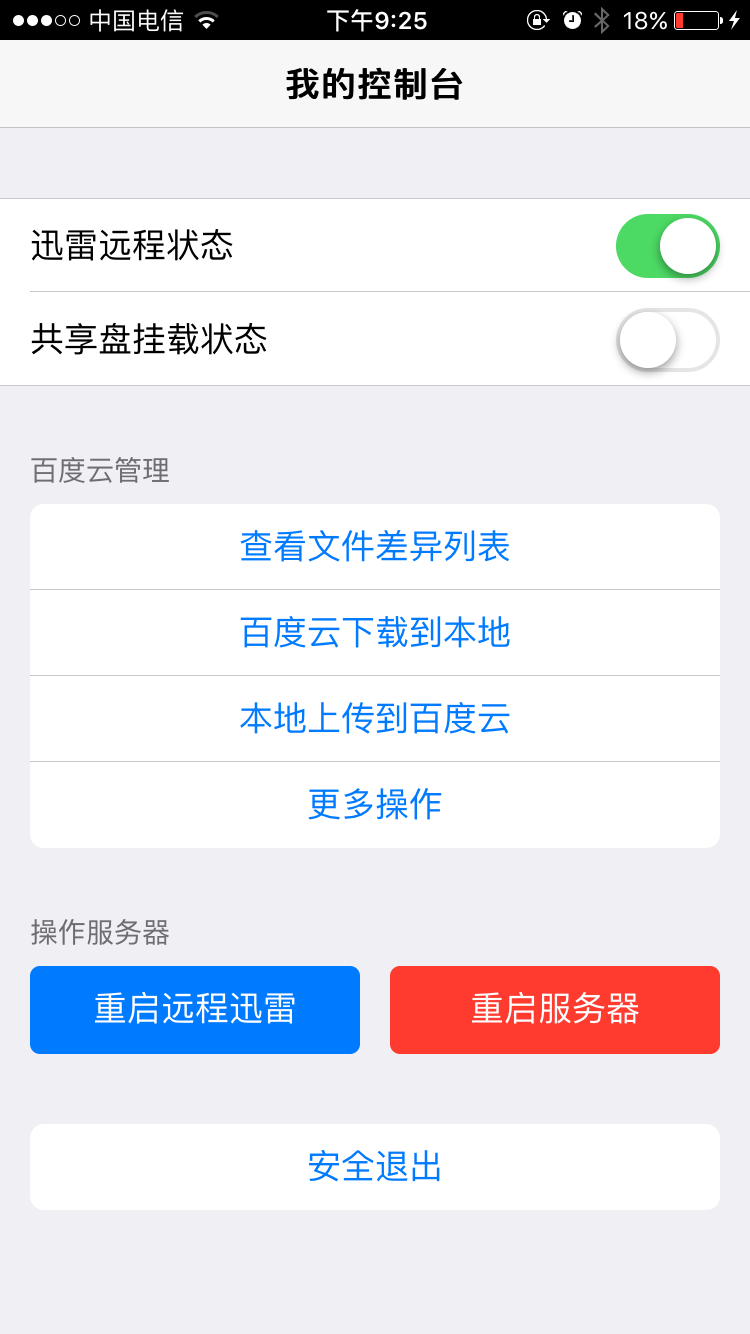 中国电信 下午9:25 18%
我的控制台
迅雷远程状态
共享盘挂载状态
百度云管理
查看文件差异列表
百度云下载到本地
本地上传到百度云
更多操作
操作服务器
重启远程迅雷 重启服务器
安全退出